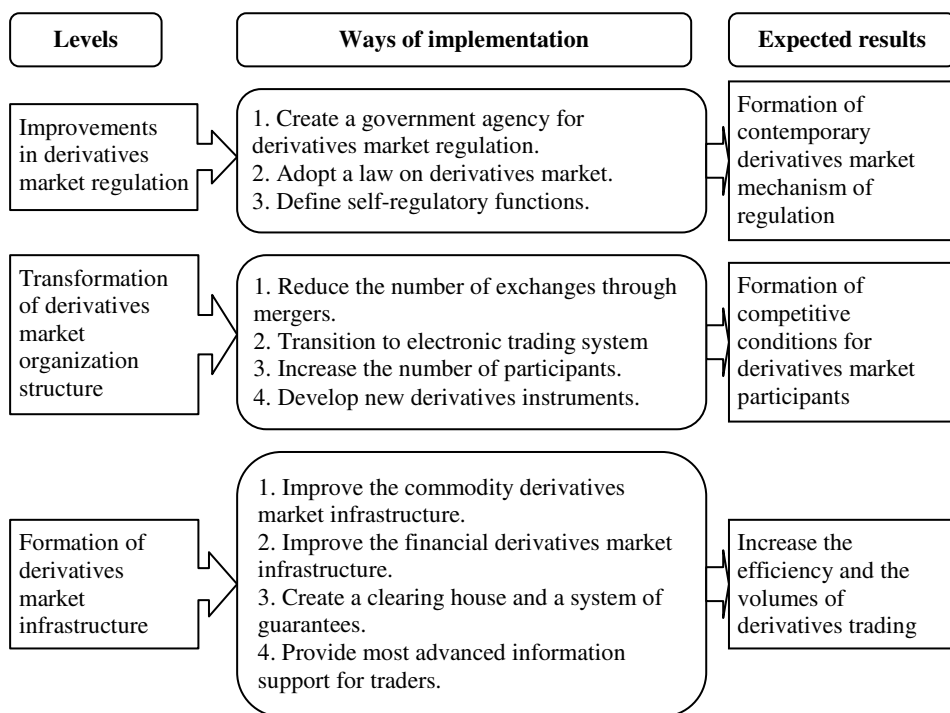 Levels
Ways of implementation
Expected results
Improvements
in derivatives
market regulation
1. Create a government agency for
derivatives market regulation.
2. Adopt a law on derivatives market.
3. Define self-regulatory functions.
Formation of
contemporary
derivatives market
mechanism of
regulation
Transformation
of derivatives
market
organization
structure
1. Reduce the number of exchanges through
mergers.
2. Transition to electronic trading system
3. Increase the number of participants.
4. Develop new derivatives instruments.
Formation of
competitive
conditions for
derivatives market
participants
Formation of
derivatives
market
infrastructure
1. Improve the commodity derivatives
market infrastructure.
2. Improve the financial derivatives market
infrastructure.
3. Create a clearing house and a system of
guarantees.
4. Provide most advanced information
support for traders.
Increase the
efficiency and the
volumes of
derivatives trading